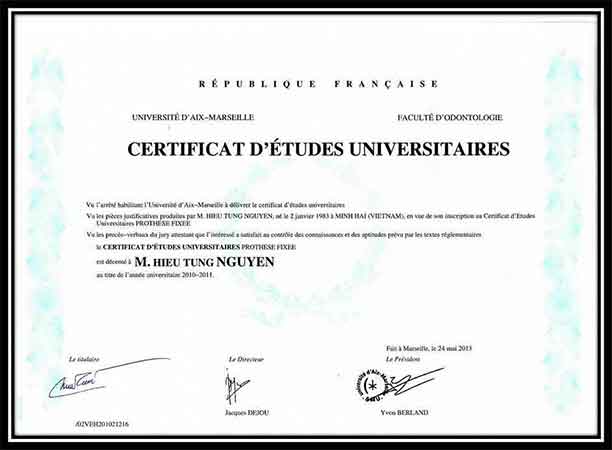 RÉPUBLIQUE FRANÇAISE
UNIVERSITÉ D'AIX–MARSEILLE
FACULTÉ D'ODONTOLOGIE
CERTIFICAT D'ÉTUDES UNIVERSITAIRES
Vu l'arrêté habilitant l'Université d'Aix–Marseille à délivrer le certificat d'études universitaires
Vu les pièces justificatives produites par M. HIEU TUNG NGUYEN, né le 2 janvier 1983 à MINH HAI (VIETNAM), en vue de son inscription au Certificat d'Etudes
Universitaires PROTHÈSE FIXEE
Vu les procès–verbaux du jury attestant que l'intéressé a satisfait au contrôle des connaissances et des aptitudes prévu par les textes réglementaires
le CERTIFICAT D'ÉTUDES UNIVERSITAIRES PROTHÈSE FIXEE
est décerné à M. HIEU TUNG NGUYEN
au titre de l'année universitaire 2010–2011.
Fait à Marseille, le 24 mai 2013
Le titulaire
Le Directeur
Le Président
Jacques DEJOU
Yvon BERLAND
/02VEH201021216